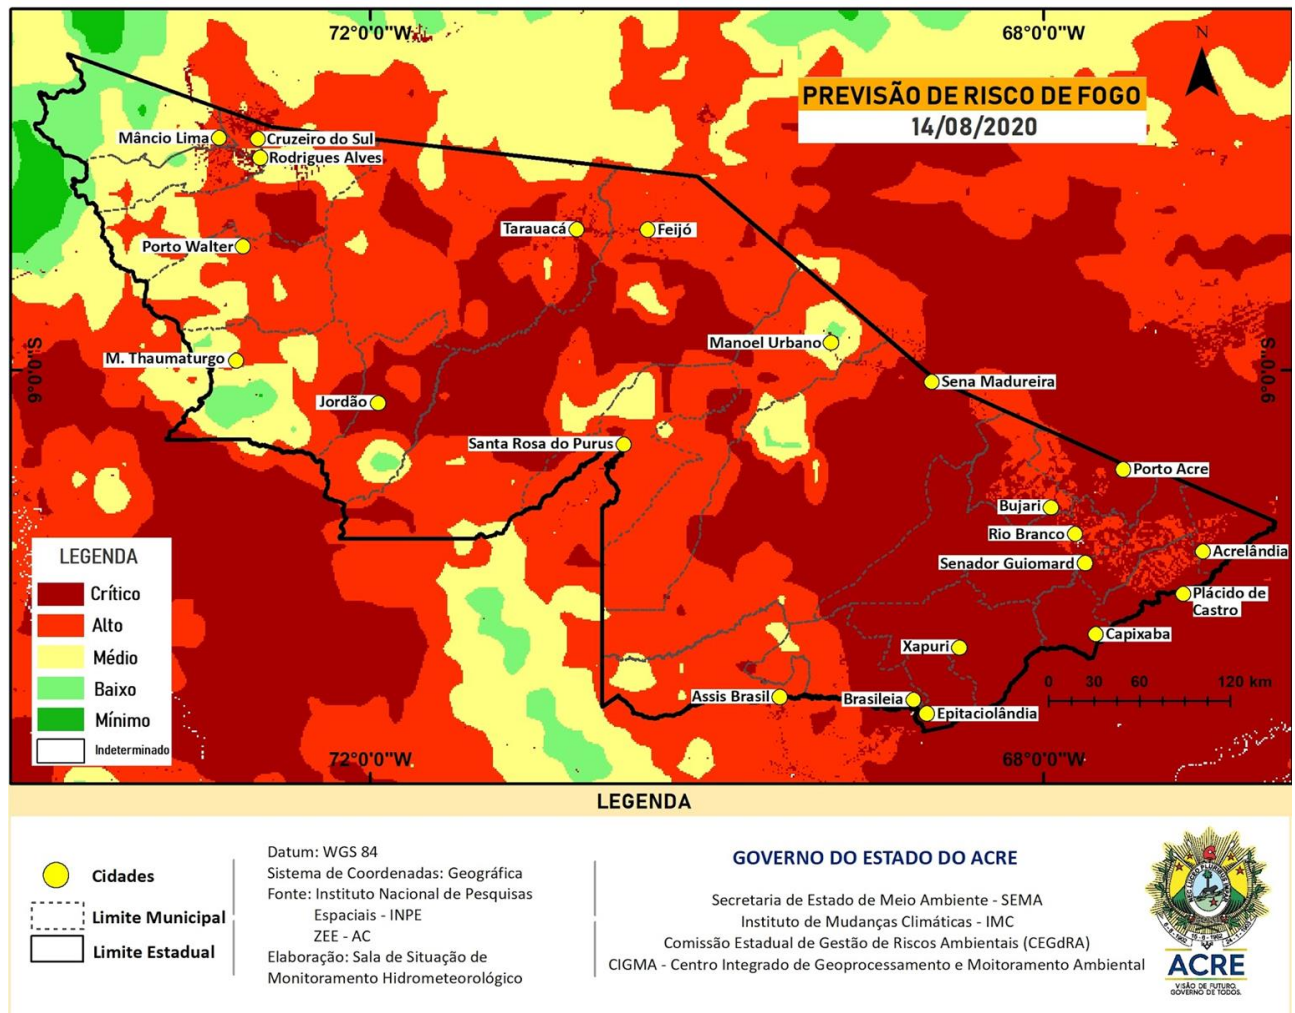 72°0'0"W
68°0'0"W
N
PREVISÃO DE RISCO DE FOGO
14/08/2020
Mâncio Lima
Cruzeiro do Sul
Rodrigues Alves
Tarauacá
Feijó
Porto Walter
Manoel Urbano
9°0'0"S
9°0'0"S
M. Thaumaturgo
Sena Madureira
Jordão
Santa Rosa do Purus
Porto Acre
Bujari
Rio Branco
Acrelândia
Senador Guiomard
Plácido de
Castro
Capixaba
Xapuri
Assis Brasil
Brasileia
Epitaciolândia
0 30 60 120 km
LEGENDA
Crítico
Alto
Médio
Baixo
Mínimo
Indeterminado
72°0'0"W
68°0'0"W
LEGENDA
Cidades
Limite Municipal
Limite Estadual
Datum: WGS 84
Sistema de Coordenadas: Geográfica
Fonte: Instituto Nacional de Pesquisas
Espaciais - INPE
ZEE - AC
Elaboração: Sala de Situação de
Monitoramento Hidrometeorológico
GOVERNO DO ESTADO DO ACRE
Secretaria de Estado de Meio Ambiente - SEMA
Instituto de Mudanças Climáticas - IMC
Comissão Estadual de Gestão de Riscos Ambientais (CEGdRA)
CIGMA - Centro Integrado de Geoprocessamento e Moitoramento Ambiental
ACRE
VISÃO DE FUTURO.
GOVERNO DE TODOS.